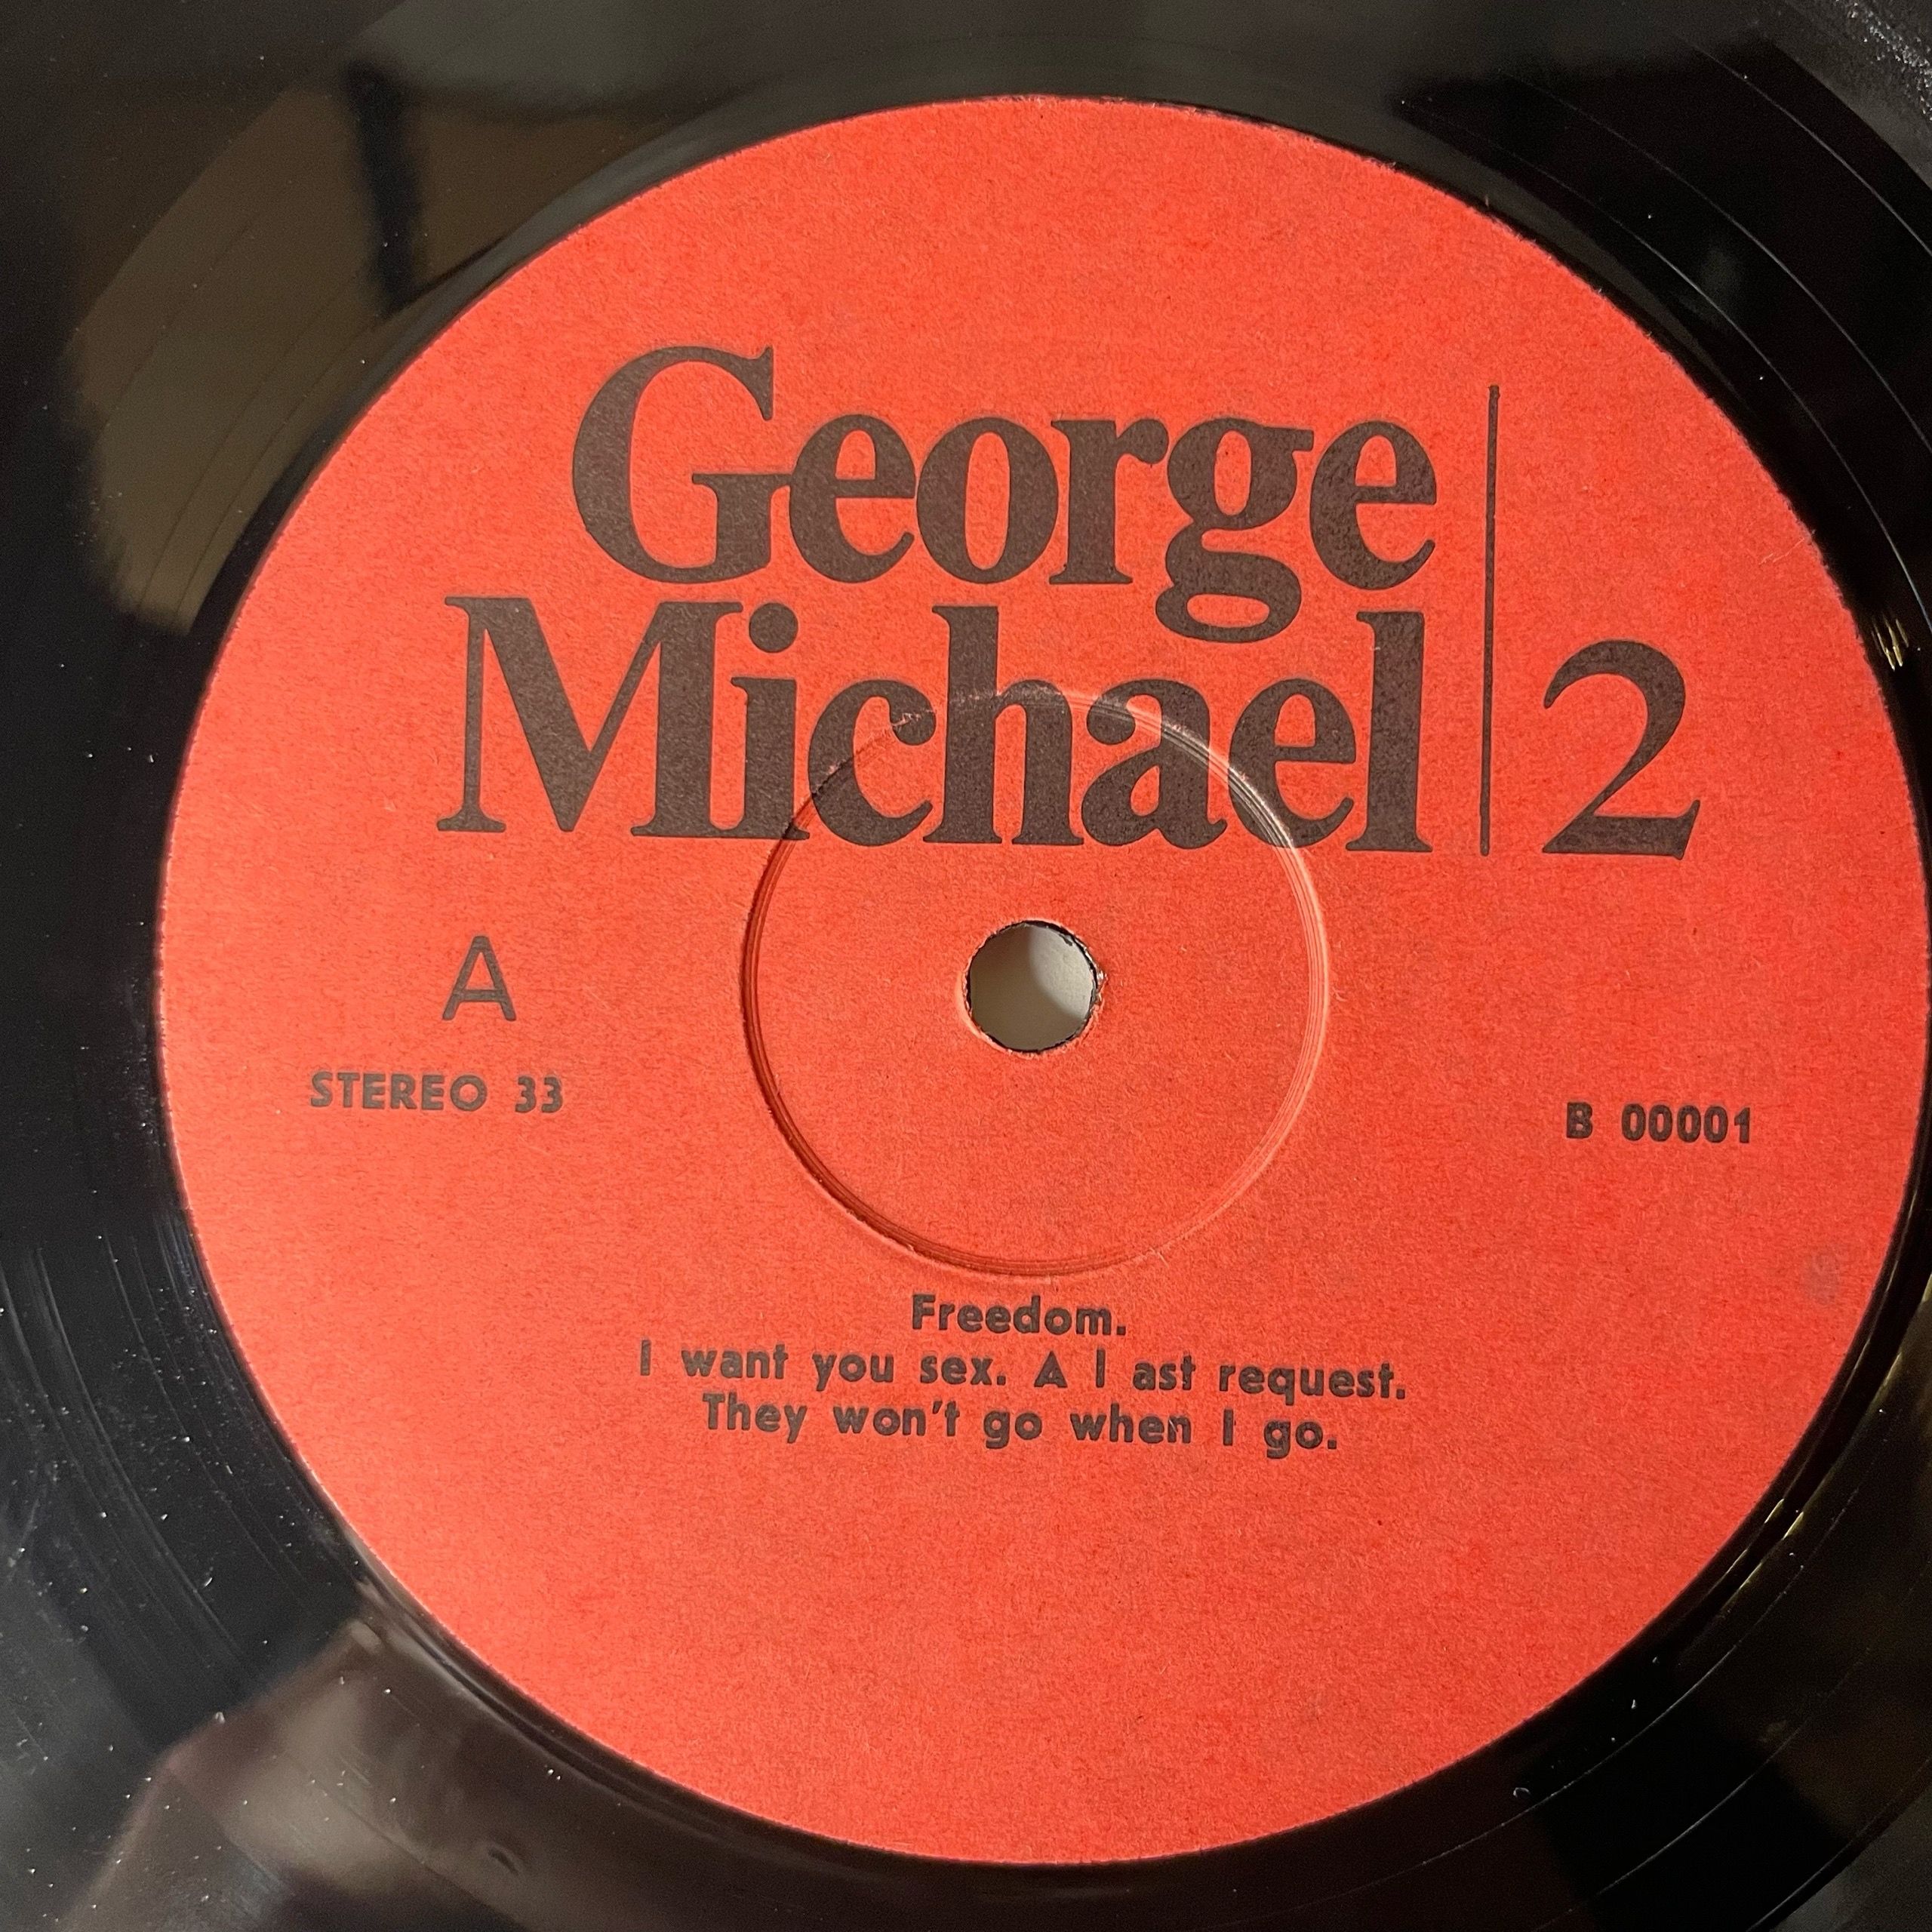 George
Michael 2
A
STEREO 33
B 00001
Freedom.
I want you sex. A l ast request.
They won't go when I go.